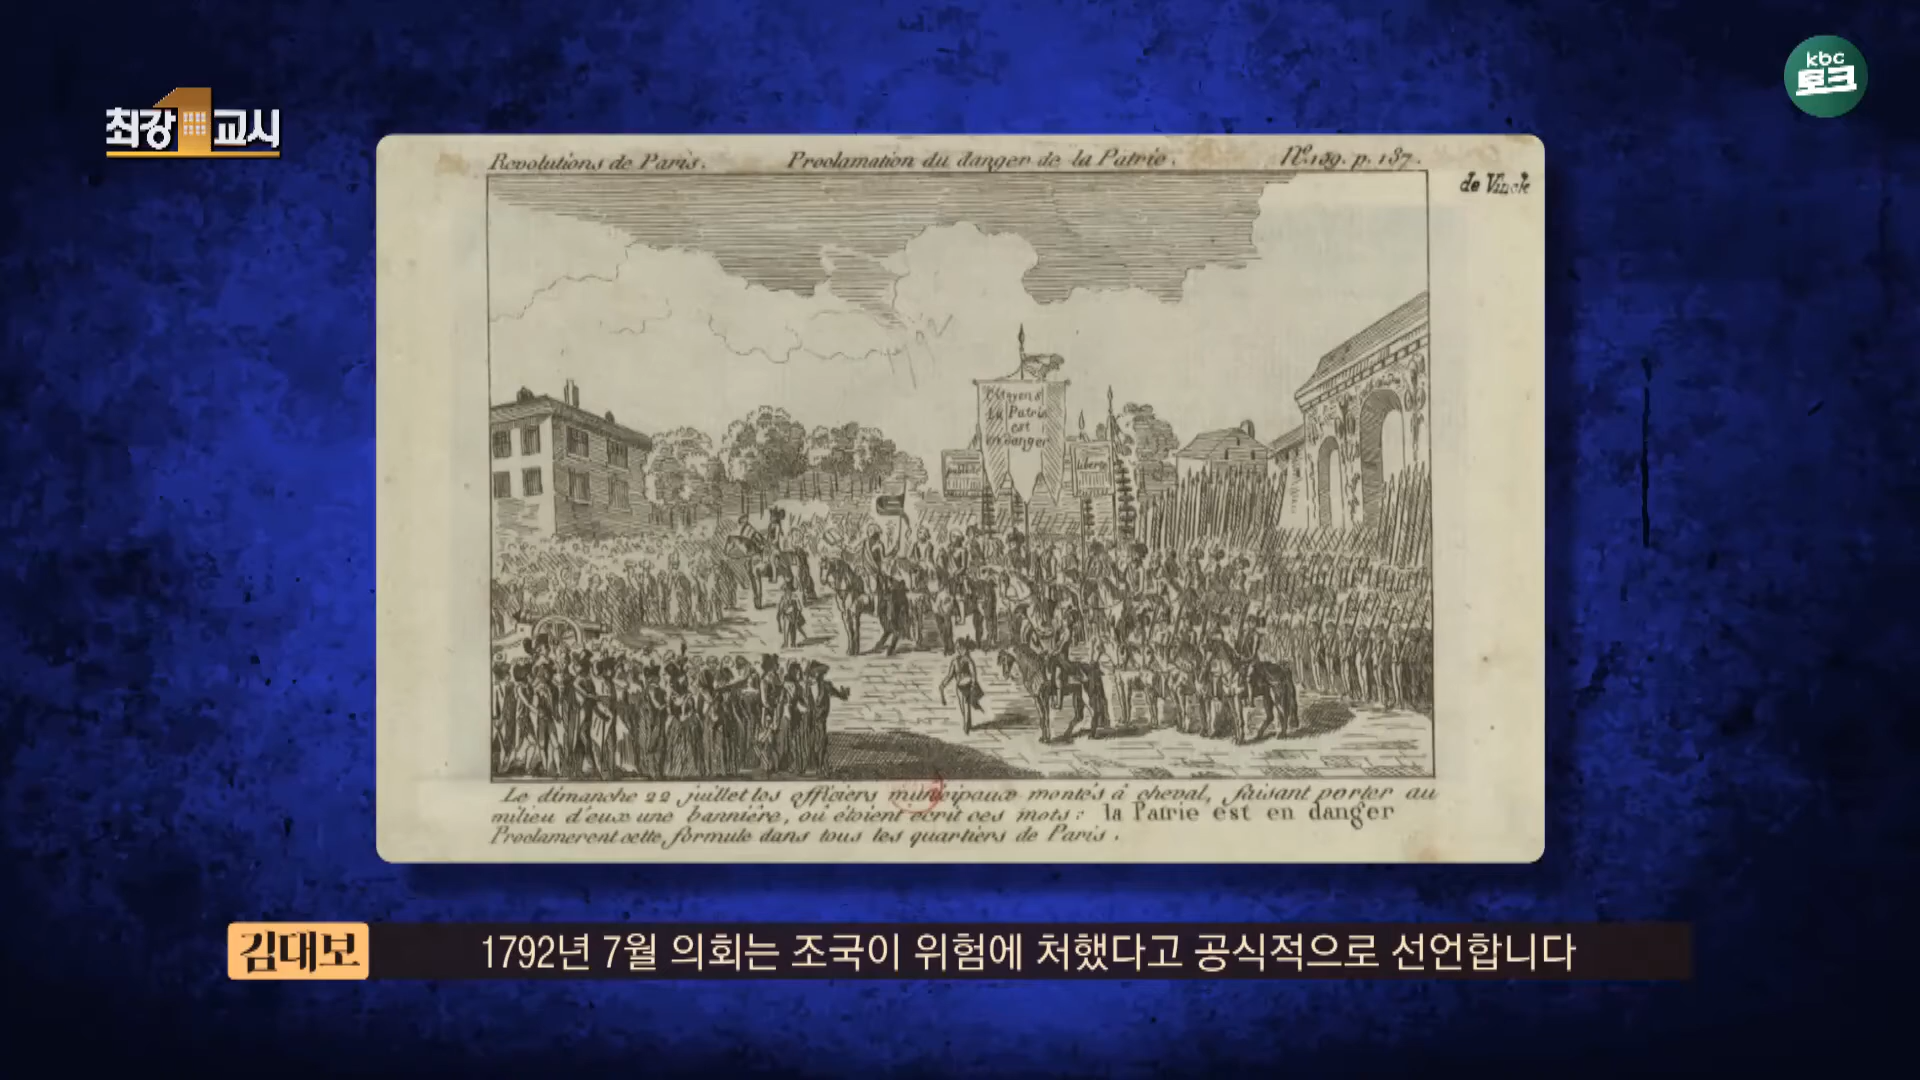 최강1교시
kbc
토크
Revolutions de Paris. Proclamation du danger de la Patrie. N.º 159. p. 137.
de Vinck
Citoyens
La Patrie
est
en danger
liberté
Le dimanche 22 juillet les officiers municipaux montés à cheval, faisant porter au
milieu d'eux une bannière, où étoient écrit ces mots: la Patrie est en danger
Proclamerent cette formule dans tous les quartiers de Paris.
김대보 1792년 7월 의회는 조국이 위험에 처했다고 공식적으로 선언합니다